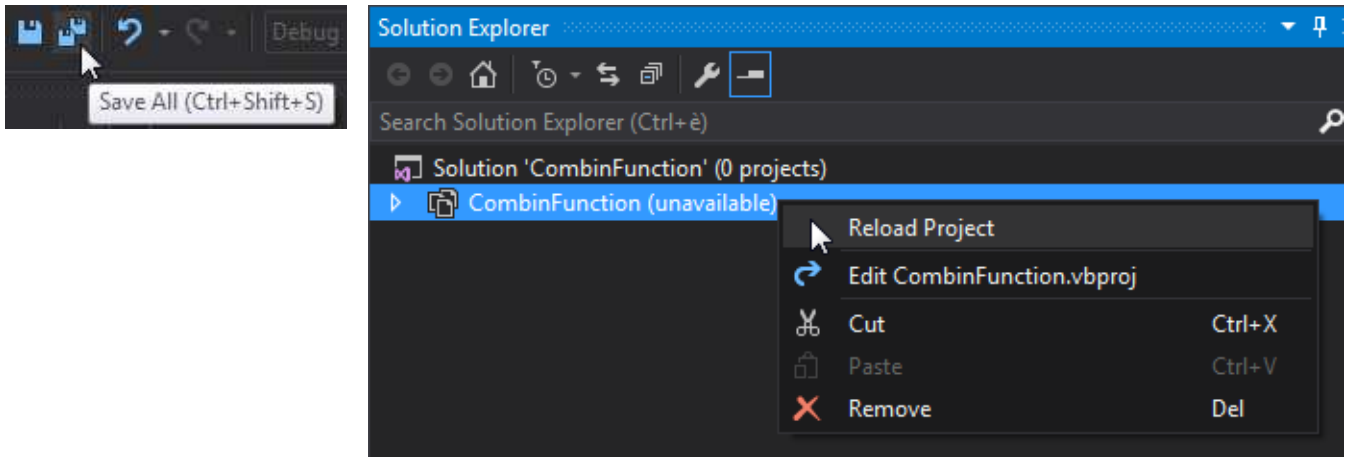 Debug
Save All (Ctrl+Shift+S)
Solution Explorer
Search Solution Explorer (Ctrl+è)
Solution 'CombinFunction' (0 projects)
CombinFunction (unavailable)
Reload Project
Edit CombinFunction.vbproj
Cut Ctrl+X
Paste Ctrl+V
Remove Del